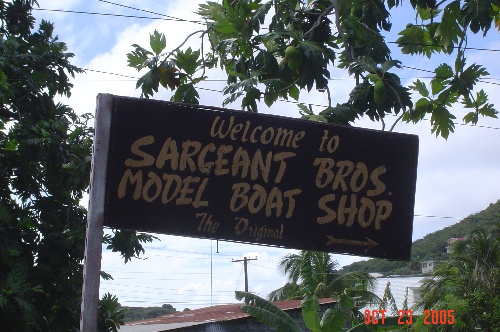 Welcome to
SARGEANT BROS.
MODEL BOAT SHOP
The Original
OCT 23 2005